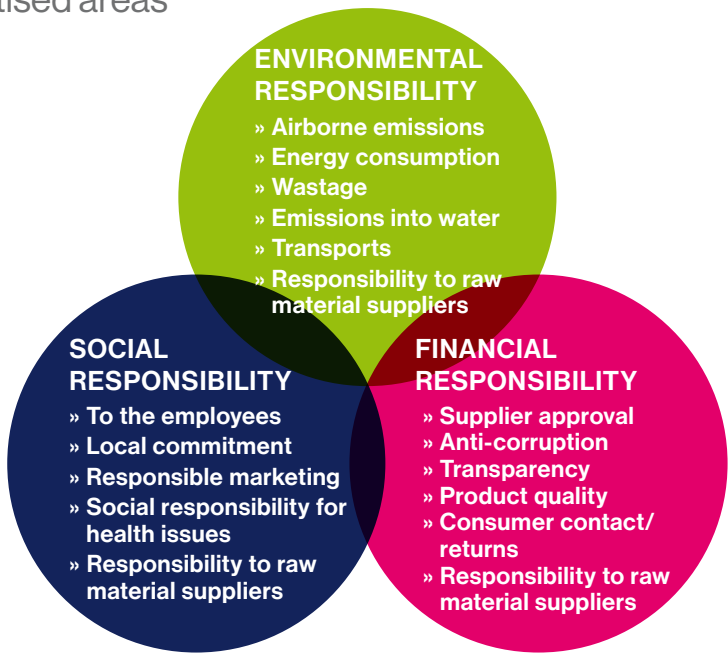 areas
ENVIRONMENTAL
RESPONSIBILITY
» Airborne emissions
» Energy consumption
» Wastage
» Emissions into water
» Transports
» Responsibility to raw
material suppliers
SOCIAL
RESPONSIBILITY
» To the employees
» Local commitment
» Responsible marketing
» Social responsibility for
health issues
» Responsibility to raw
material suppliers
FINANCIAL
RESPONSIBILITY
» Supplier approval
» Anti-corruption
» Transparency
» Product quality
» Consumer contact/
returns
» Responsibility to raw
material suppliers